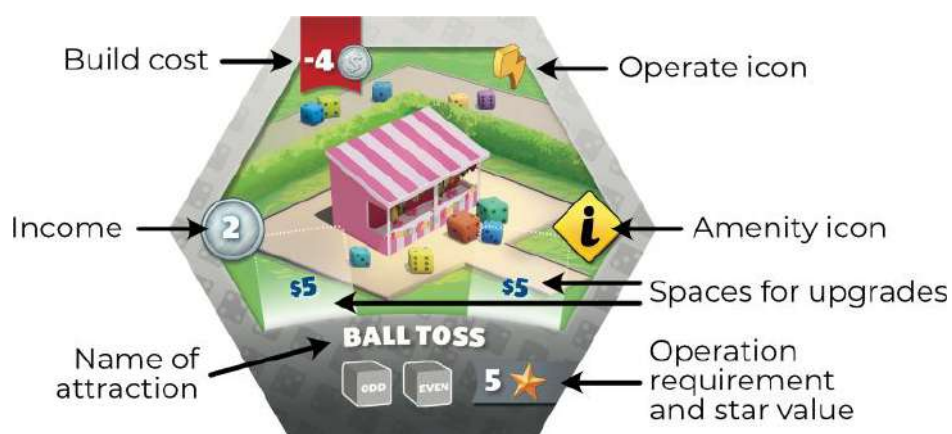 Build cost
-4
Operate icon
Income
2
i
Amenity icon
$5
$5
Spaces for upgrades
BALL TOSS
Name of
attraction
ODD
EVEN
5
Operation
requirement
and star value